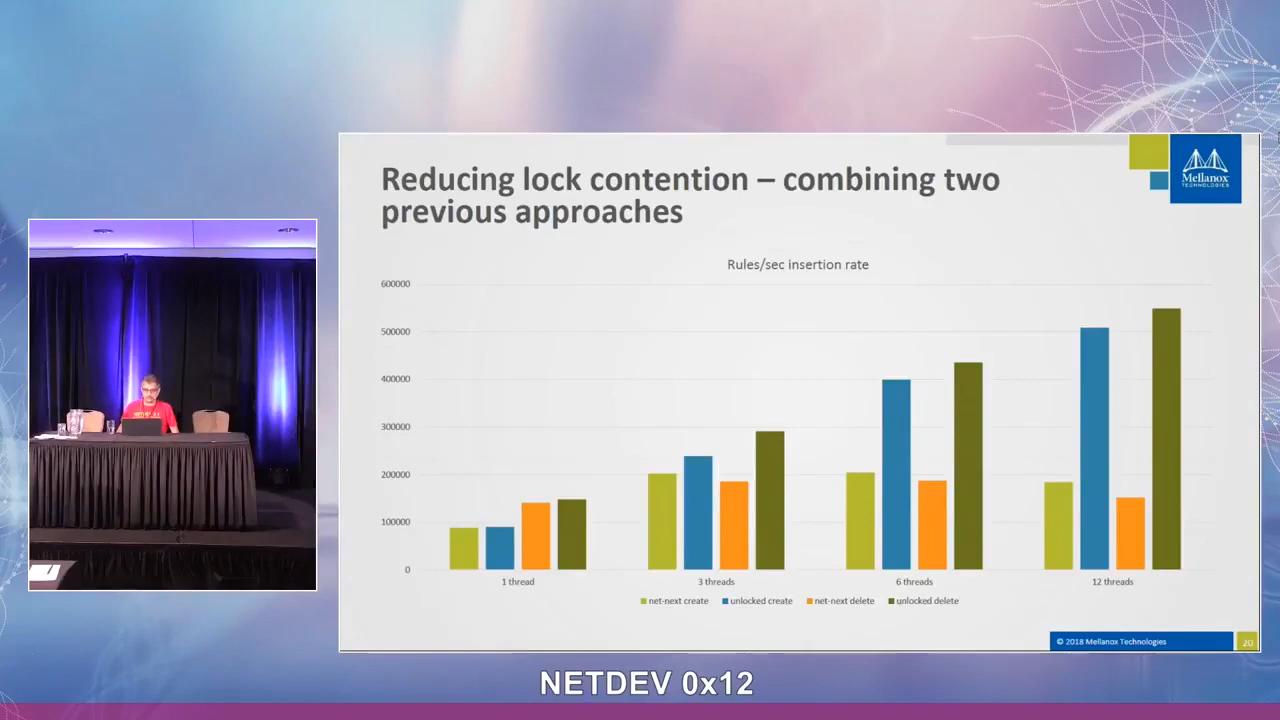 Reducing lock contention – combining two
previous approaches
Mellanox
TECHNOLOGIES
Rules/sec insertion rate
600000
500000
400000
300000
200000
100000
0
1 thread
3 threads
6 threads
12 threads
net-next create
unlocked create
net-next delete
unlocked delete
© 2018 Mellanox Technologies
20
NETDEV 0x12